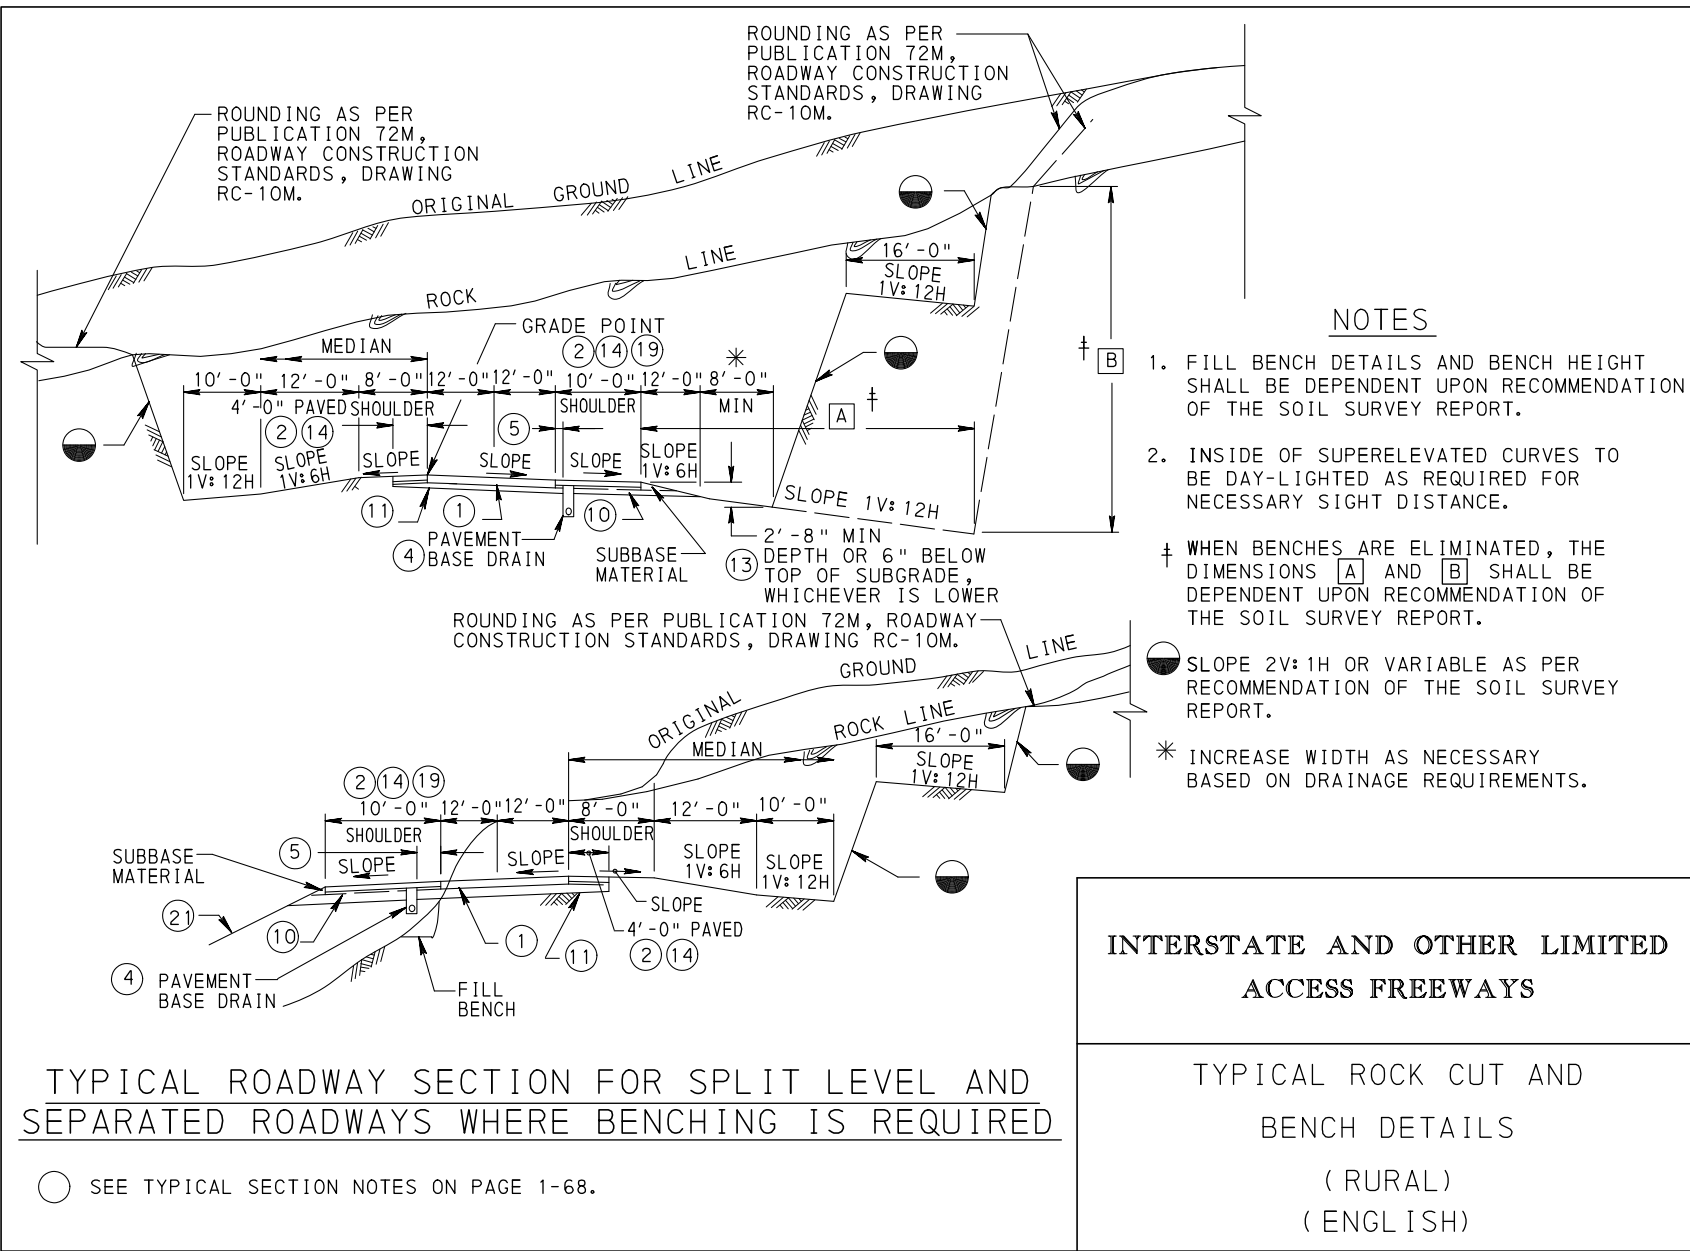 ROUNDING AS PER
PUBLICATION 72M,
ROADWAY CONSTRUCTION
STANDARDS, DRAWING
RC-10M.
ROUNDING AS PER
PUBLICATION 72M,
ROADWAY CONSTRUCTION
STANDARDS, DRAWING
RC-10M.
ORIGINAL GROUND LINE
ROCK LINE
16'-0"
SLOPE
1V:12H
GRADE POINT
2 14 19
MEDIAN
10'-0" 12'-0" 8'-0" 12'-0" 12'-0" 10'-0" 12'-0" 8'-0"
4'-0" PAVED SHOULDER SHOULDER MIN
2 14
5
A ‡
‡ B
SLOPE
1V:12H
SLOPE
1V:6H
SLOPE
SLOPE
SLOPE
SLOPE
1V:6H
SLOPE 1V:12H
11 1 10
4 PAVEMENT
BASE DRAIN
SUBBASE
MATERIAL
13 2'-8" MIN
DEPTH OR 6" BELOW
TOP OF SUBGRADE,
WHICHEVER IS LOWER
NOTES
1. FILL BENCH DETAILS AND BENCH HEIGHT
SHALL BE DEPENDENT UPON RECOMMENDATION
OF THE SOIL SURVEY REPORT.
2. INSIDE OF SUPERELEVATED CURVES TO
BE DAY-LIGHTED AS REQUIRED FOR
NECESSARY SIGHT DISTANCE.
‡ WHEN BENCHES ARE ELIMINATED, THE
DIMENSIONS A AND B SHALL BE
DEPENDENT UPON RECOMMENDATION OF
THE SOIL SURVEY REPORT.
SLOPE 2V:1H OR VARIABLE AS PER
RECOMMENDATION OF THE SOIL SURVEY
REPORT.
* INCREASE WIDTH AS NECESSARY
BASED ON DRAINAGE REQUIREMENTS.
ROUNDING AS PER PUBLICATION 72M, ROADWAY
CONSTRUCTION STANDARDS, DRAWING RC-10M.
ORIGINAL GROUND LINE
ROCK LINE
MEDIAN
16'-0"
SLOPE
1V:12H
2 14 19
10'-0" 12'-0" 12'-0" 8'-0" 12'-0" 10'-0"
SHOULDER SHOULDER
5
SLOPE
SLOPE
SLOPE
1V:6H
SLOPE
1V:12H
SUBBASE
MATERIAL
21
10
1
11
SLOPE
4'-0" PAVED
2 14
4 PAVEMENT
BASE DRAIN
FILL
BENCH
TYPICAL ROADWAY SECTION FOR SPLIT LEVEL AND
SEPARATED ROADWAYS WHERE BENCHING IS REQUIRED
SEE TYPICAL SECTION NOTES ON PAGE 1-68.
INTERSTATE AND OTHER LIMITED
ACCESS FREEWAYS
TYPICAL ROCK CUT AND
BENCH DETAILS
(RURAL)
(ENGLISH)